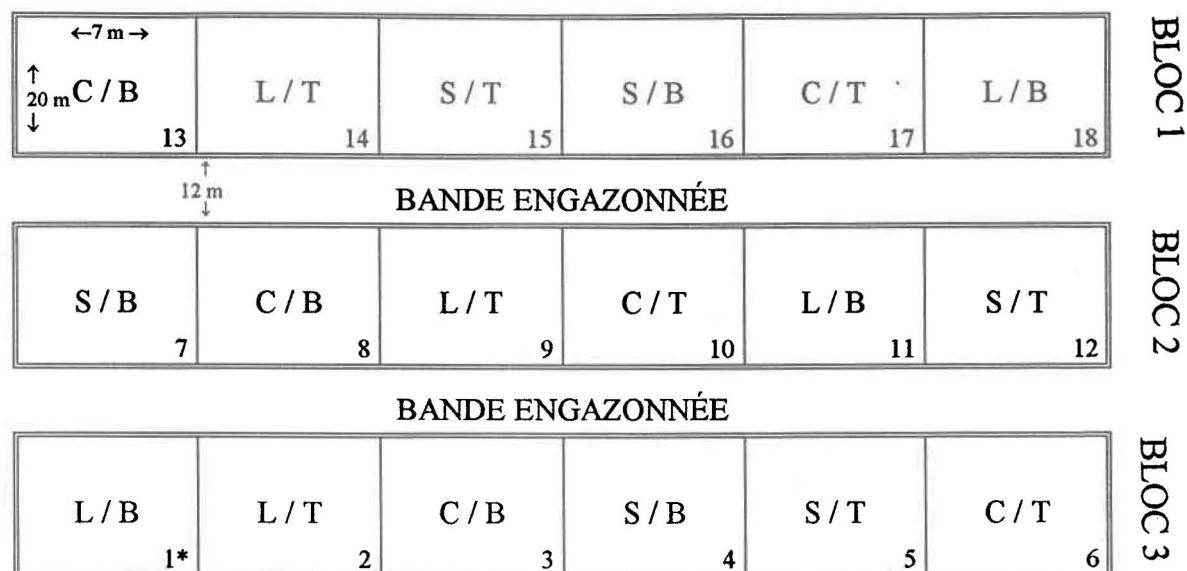 ←7 m→
↑
20 m
↓
C / B
13
L / T
14
S / T
15
S / B
16
C / T
17
L / B
18
BLOC 1
↑
12 m
↓
BANDE ENGAZONNÉE
S / B
7
C / B
8
L / T
9
C / T
10
L / B
11
S / T
12
BLOC 2
BANDE ENGAZONNÉE
L / B
1*
L / T
2
C / B
3
S / B
4
S / T
5
C / T
6
BLOC 3